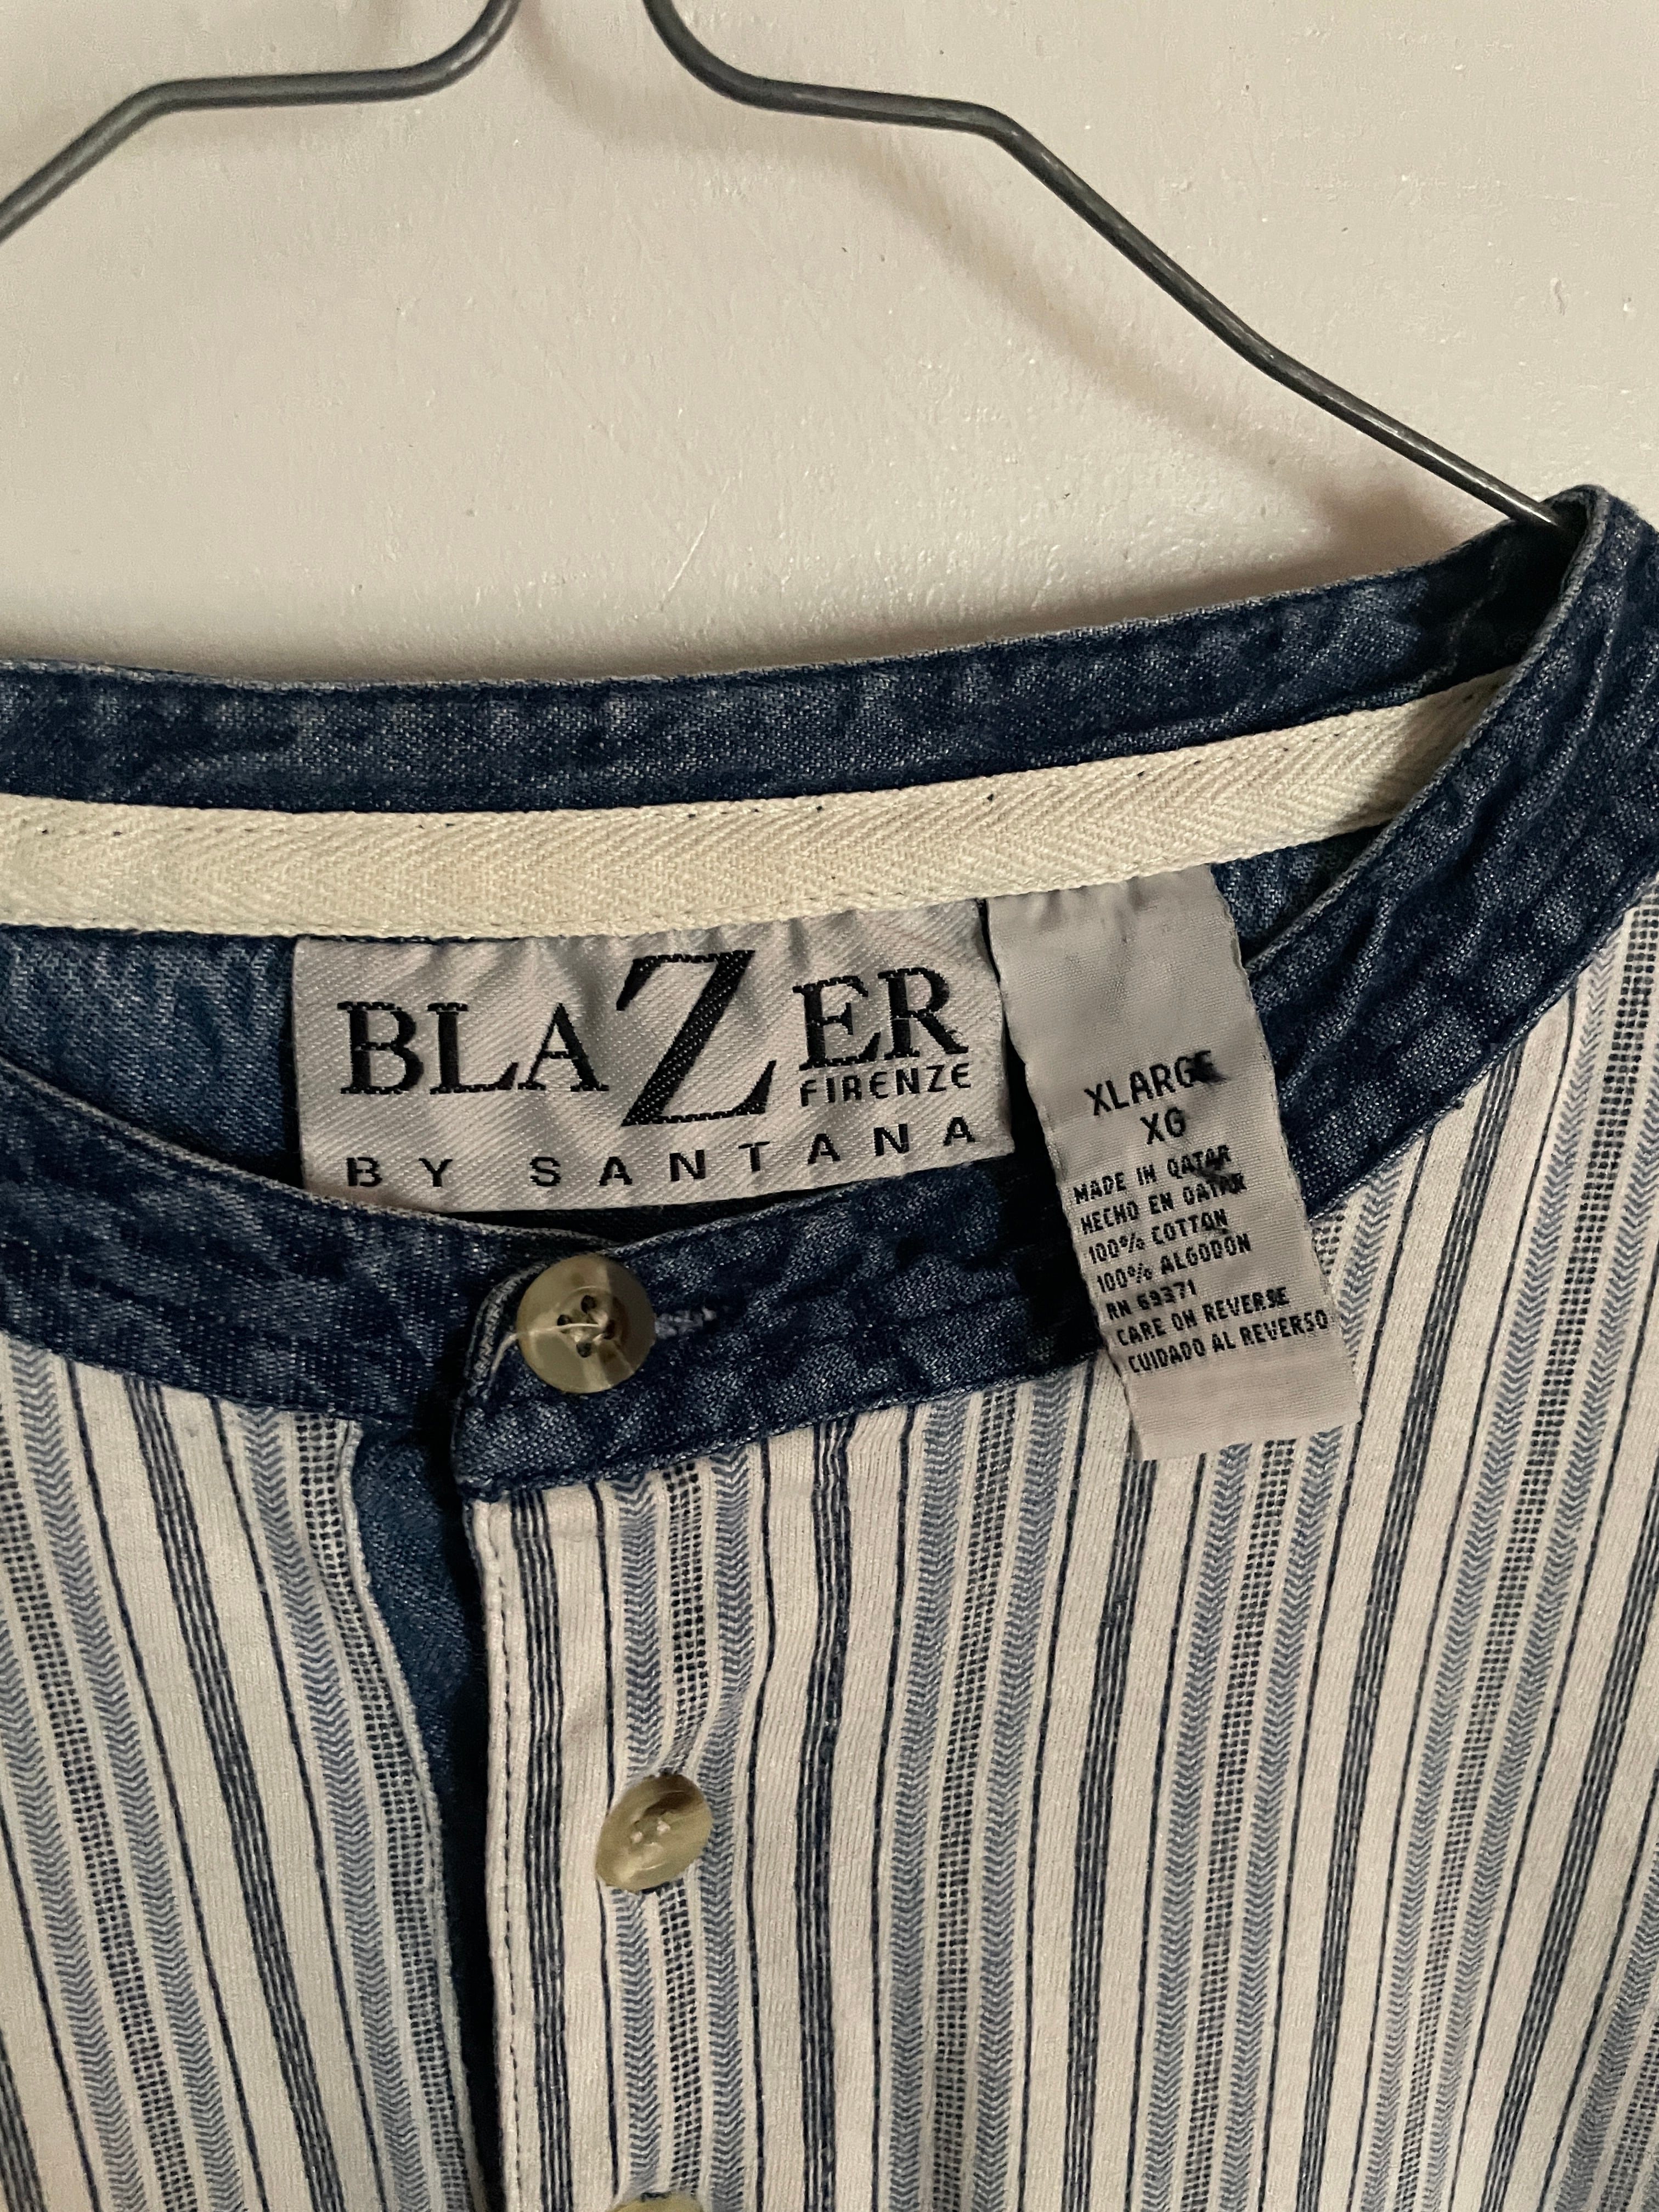 BLAZER
FIRENZE
BY SANTANA
XLARGE
XG
MADE IN QATAR
HECHO EN QATAR
100% COTTON
100% ALGODÓN
RN 69371
CARE ON REVERSE
CUIDADO AL REVERSO